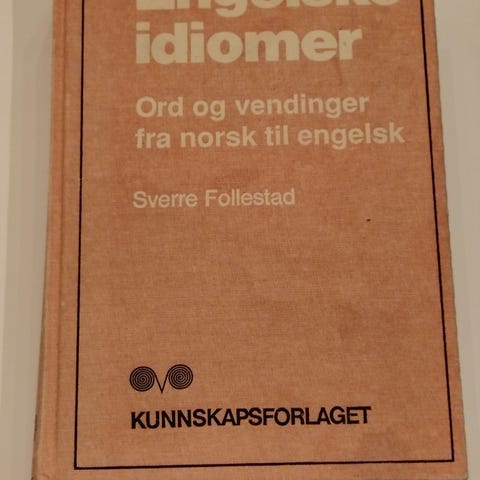 Engelske
idiomer
Ord og vendinger
fra norsk til engelsk
Sverre Follestad
KUNNSKAPSFORLAGET